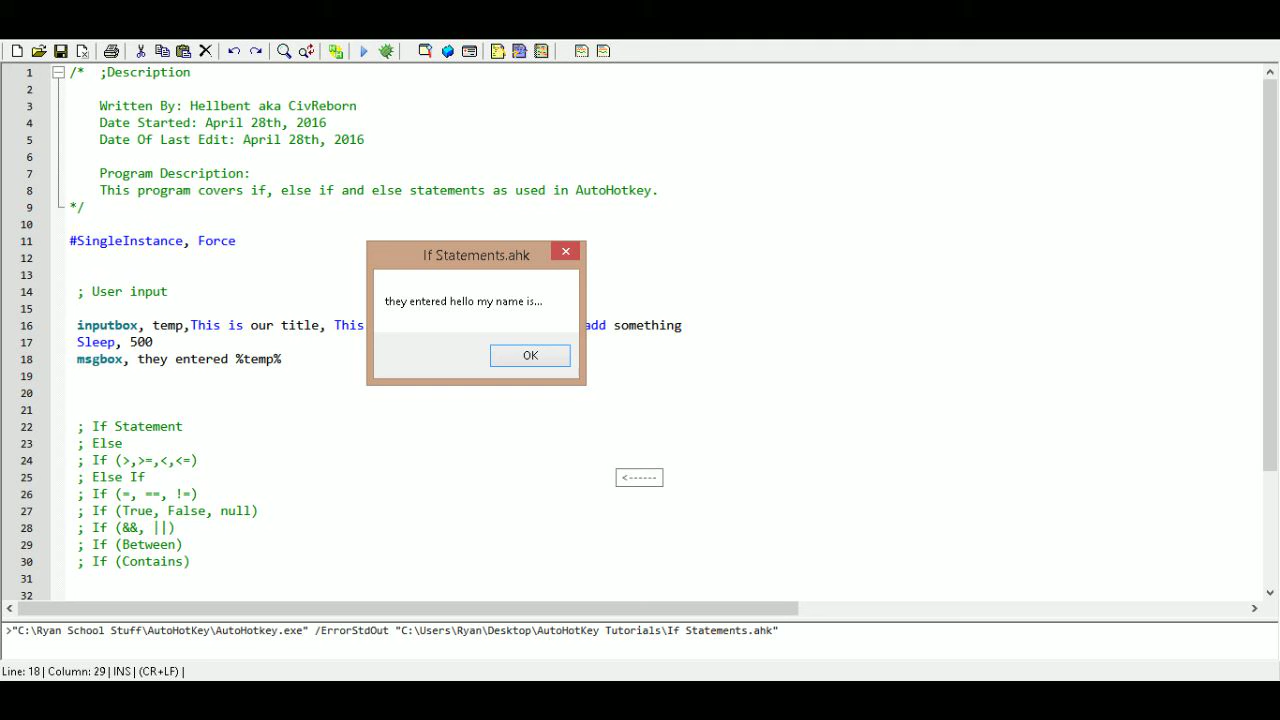 1 /* ;Description
2
3 Written By: Hellbent aka CivReborn
4 Date Started: April 28th, 2016
5 Date Of Last Edit: April 28th, 2016
6
7 Program Description:
8 This program covers if, else if and else statements as used in AutoHotkey.
9 */
10
11 #SingleInstance, Force
12
13
14 ; User input
15
16 inputbox, temp,This is our title, This add something
17 Sleep, 500
18 msgbox, they entered %temp%
19
20
21
22 ; If Statement
23 ; Else
24 ; If (>,>=,<,<=)
25 ; Else If
26 ; If (=, ==, !=)
27 ; If (True, False, null)
28 ; If (&&, ||)
29 ; If (Between)
30 ; If (Contains)
31
32
If Statements.ahk
they entered hello my name is...
OK
<------
>"C:\Ryan School Stuff\AutoHotKey\AutoHotkey.exe" /ErrorStdOut "C:\Users\Ryan\Desktop\AutoHotKey Tutorials\If Statements.ahk"
Line: 18| Column: 29| INS | (CR+LF) |